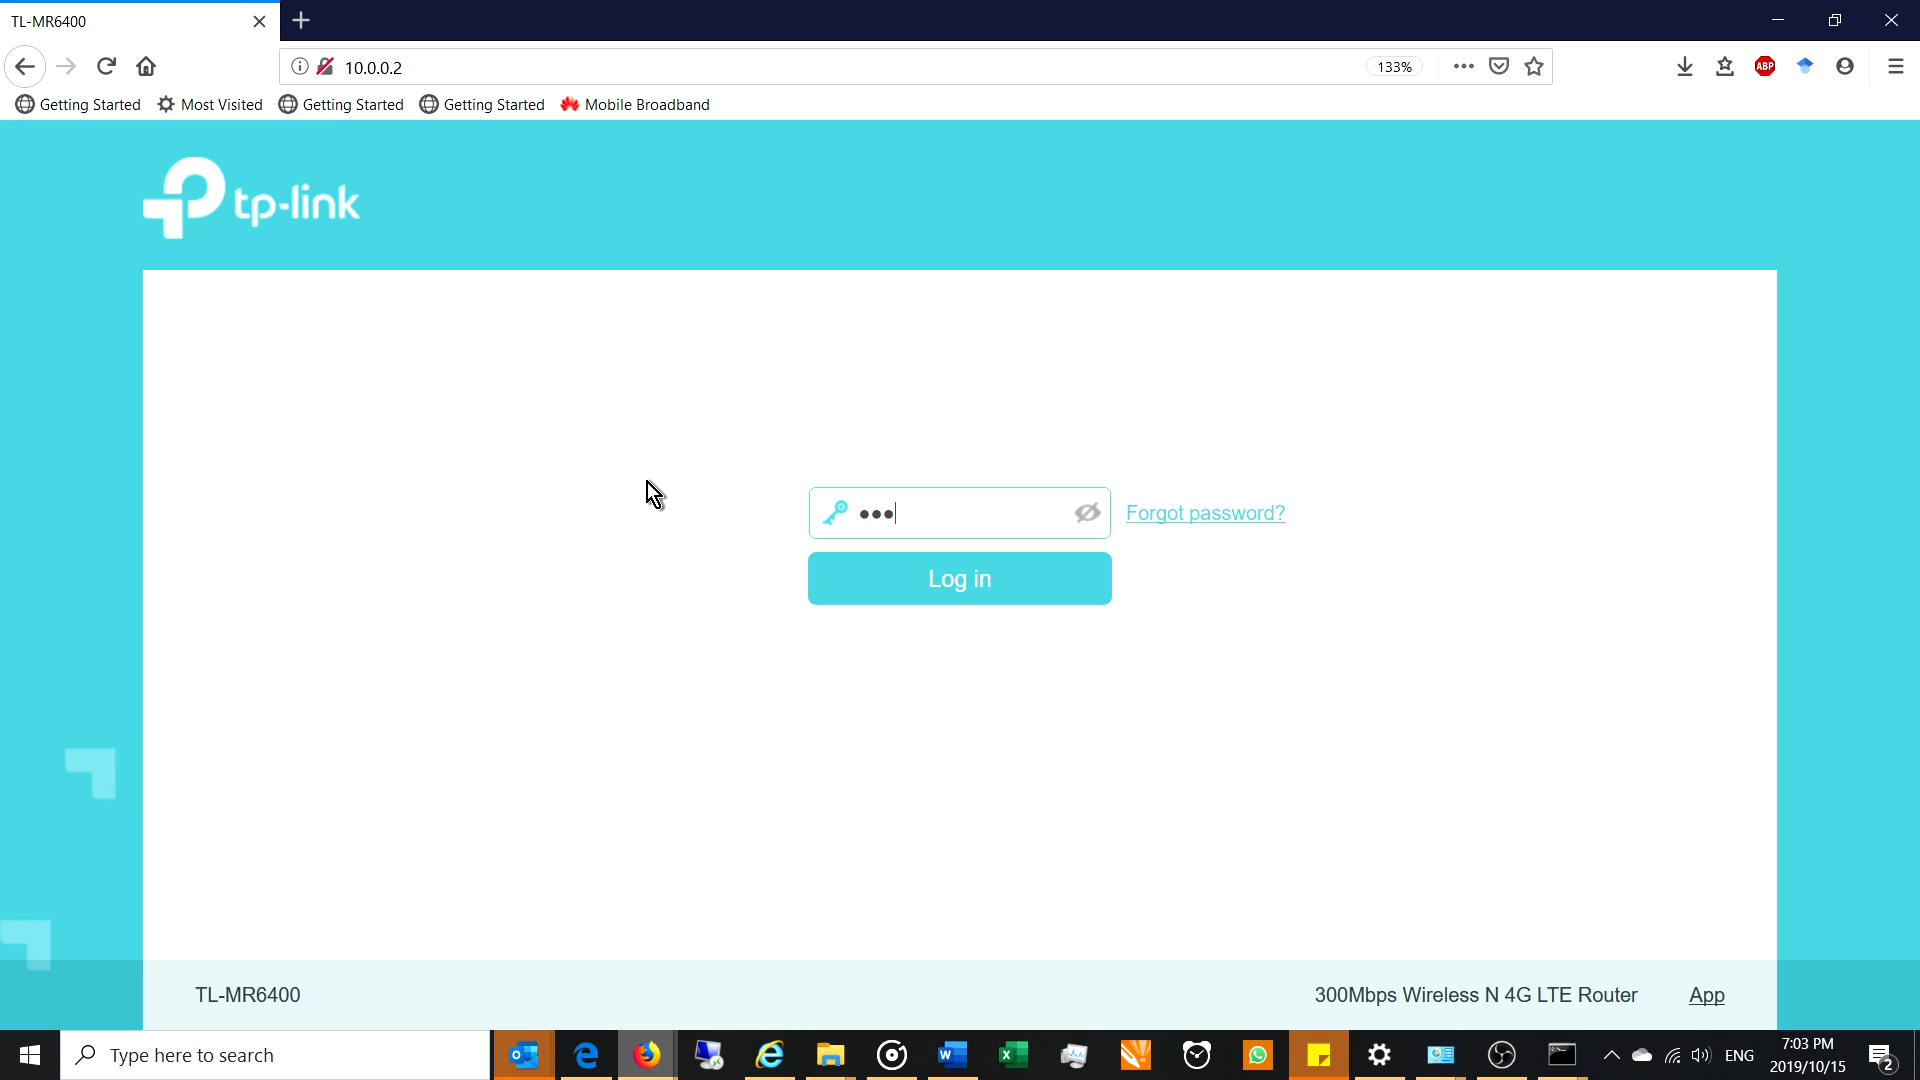 TL-MR6400
10.0.0.2
133%
ABP
Getting Started
Most Visited
Getting Started
Getting Started
Mobile Broadband
tp-link
•••
Forgot password?
Log in
TL-MR6400
300Mbps Wireless N 4G LTE Router
App
Type here to search
ENG
7:03 PM
2019/10/15
2